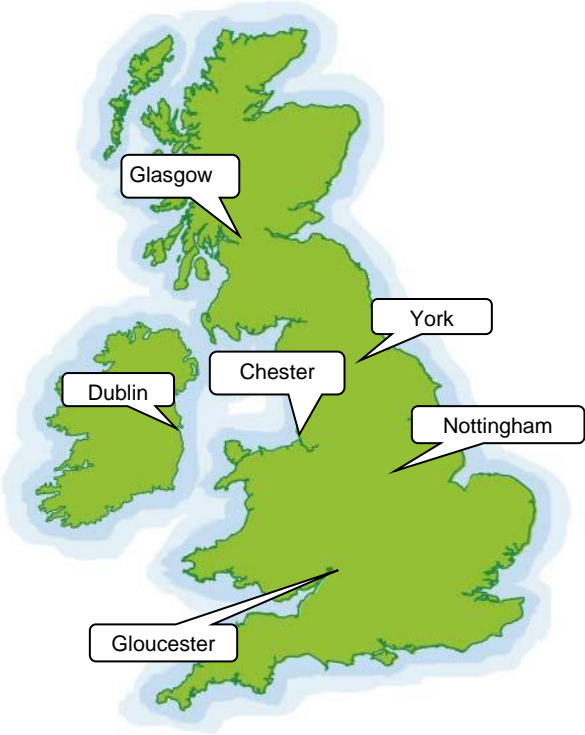 Glasgow
York
Chester
Dublin
Nottingham
Gloucester